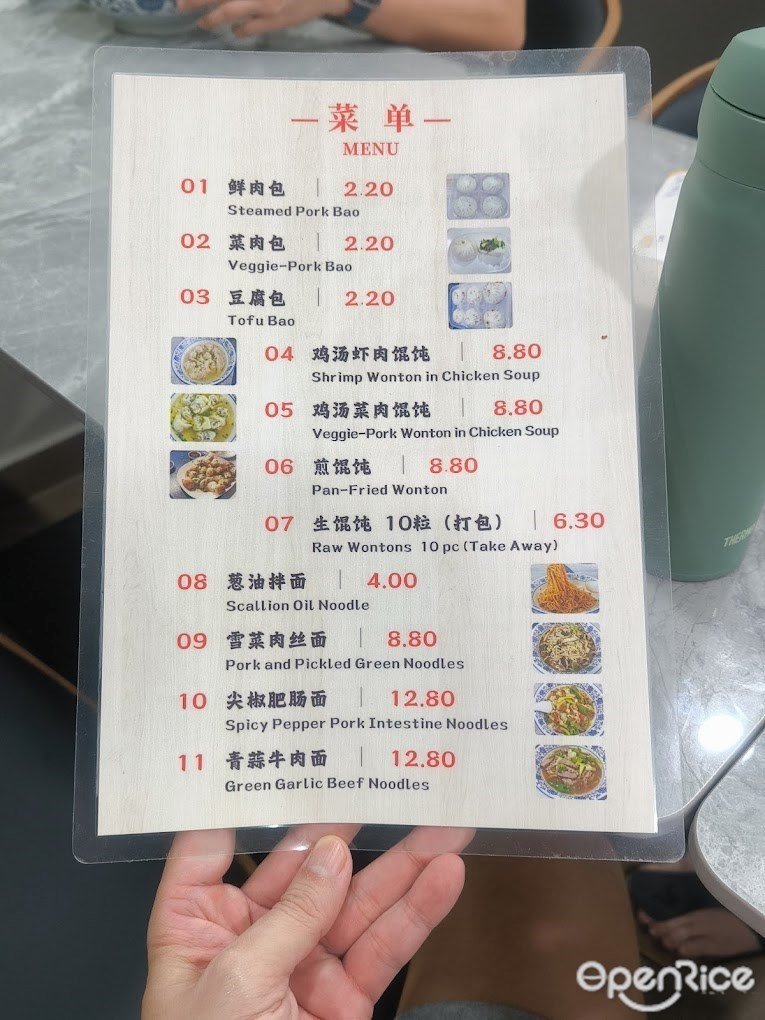 —菜 单—
MENU
01 鲜肉包 | 2.20
Steamed Pork Bao
02 菜肉包 | 2.20
Veggie-Pork Bao
03 豆腐包 | 2.20
Tofu Bao
04 鸡汤虾肉馄饨 | 8.80
Shrimp Wonton in Chicken Soup
05 鸡汤菜肉馄饨 | 8.80
Veggie-Pork Wonton in Chicken Soup
06 煎馄饨 | 8.80
Pan-Fried Wonton
07 生馄饨 10粒（打包） | 6.30
Raw Wontons 10 pc (Take Away)
08 葱油拌面 | 4.00
Scallion Oil Noodle
09 雪菜肉丝面 | 8.80
Pork and Pickled Green Noodles
10 尖椒肥肠面 | 12.80
Spicy Pepper Pork Intestine Noodles
11 青蒜牛肉面 | 12.80
Green Garlic Beef Noodles
OpenRice